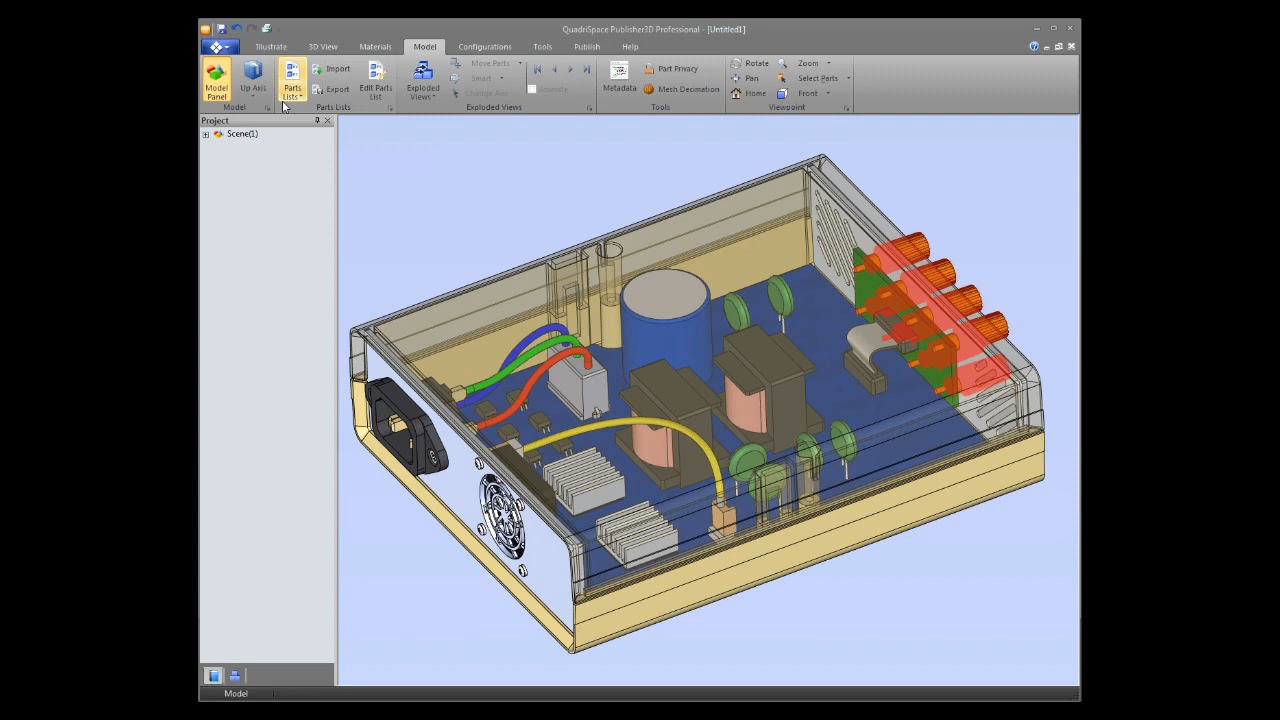 QuadriSpace Publisher3D Professional - [Untitled1]
Illustrate 3D View Materials Model Configurations Tools Publish Help
Model Panel
Up Axis
Model
Parts Lists
Import
Export
Edit Parts List
Parts Lists
Exploded Views
Move Parts
Smart
Change Axis
Animate
Exploded Views
Metadata
Part Privacy
Mesh Decimation
Tools
Rotate
Pan
Home
Zoom
Select Parts
Front
Viewpoint
Project
Scene(1)
Model